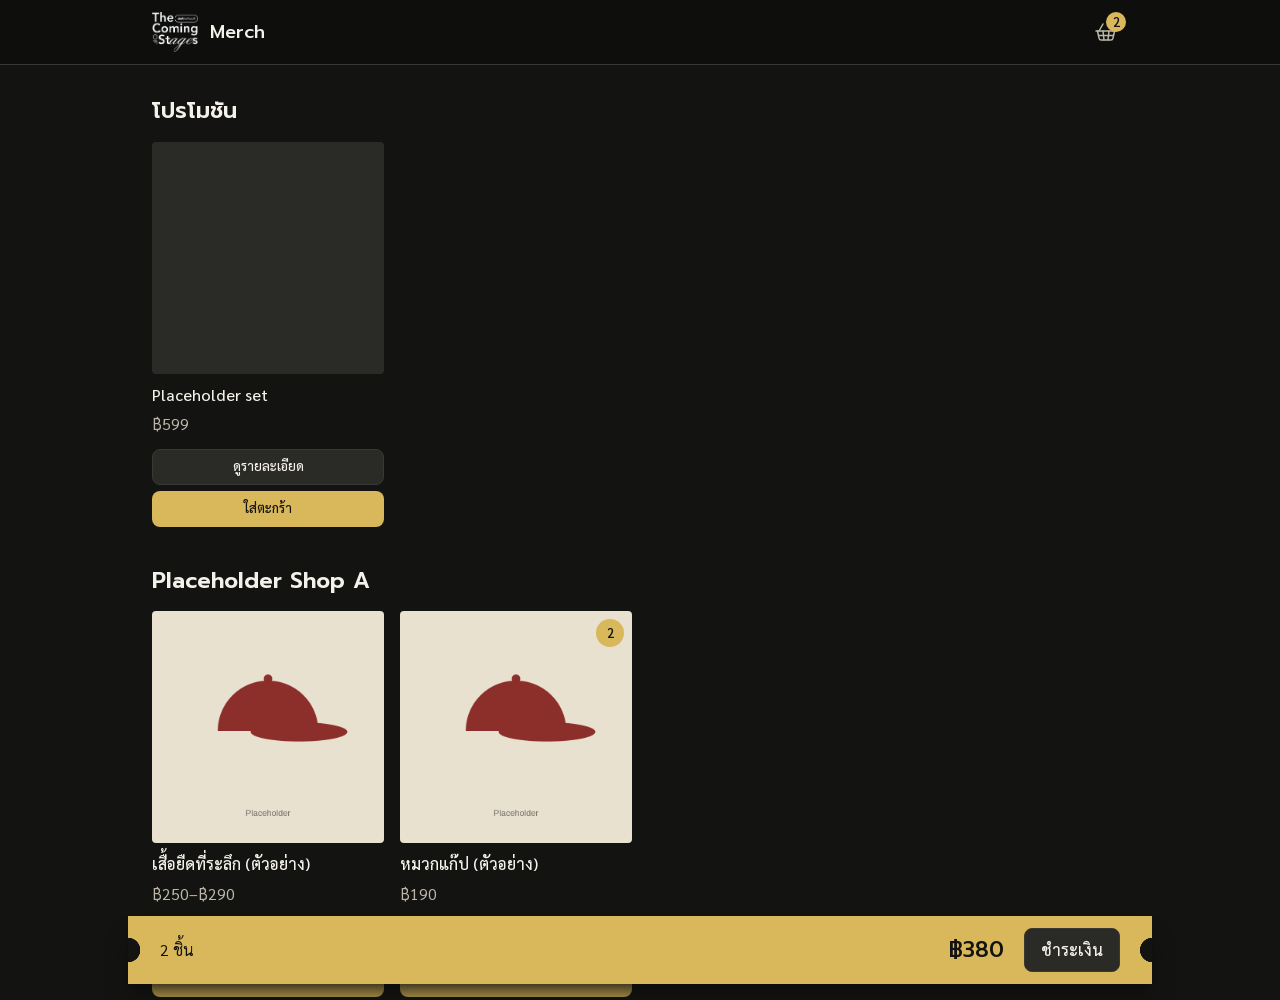 The
Coming
Stages
Merch
2
โปรโมชัน
Placeholder set
฿599
ดูรายละเอียด
ใส่ตะกร้า
Placeholder Shop A
2
Placeholder
Placeholder
เสื้อยืดที่ระลึก (ตัวอย่าง)
หมวกแก๊ป (ตัวอย่าง)
฿250–฿290
฿190
2 ชิ้น
฿380
ชำระเงิน